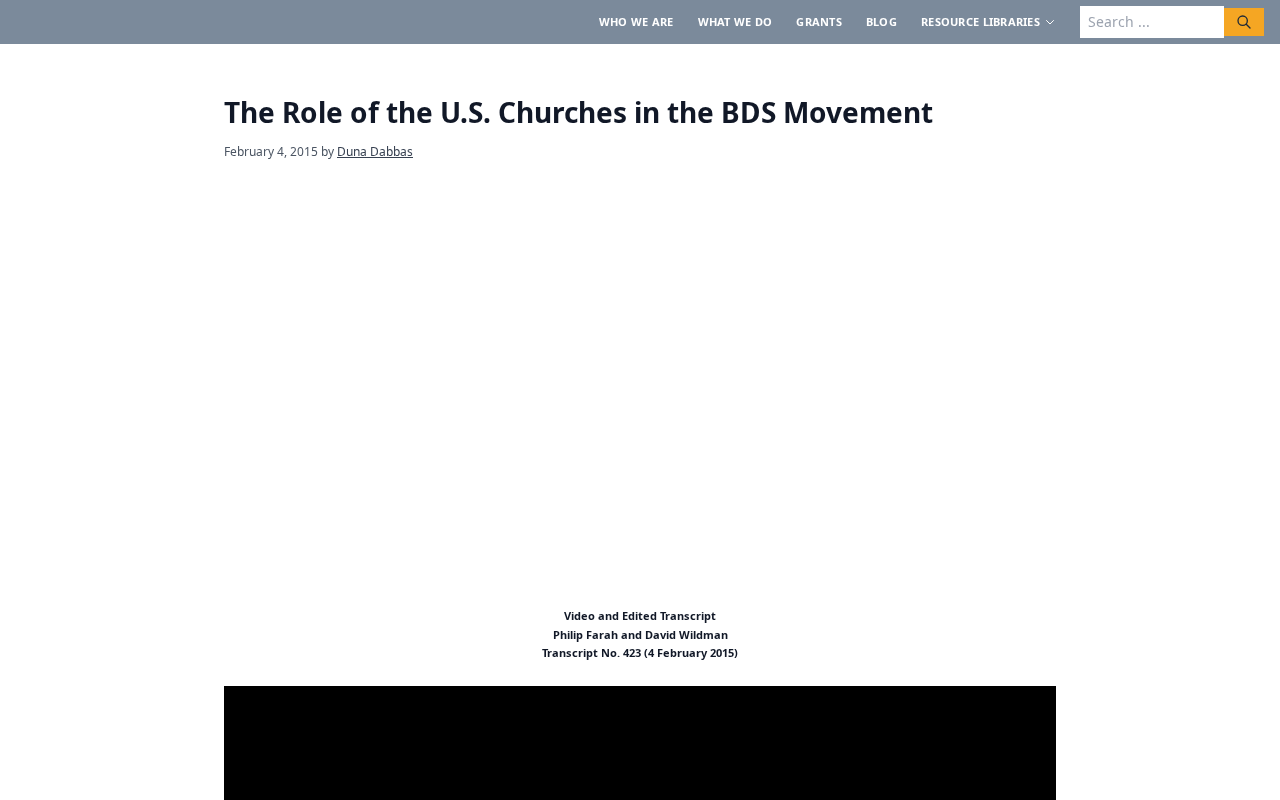 WHO WE ARE WHAT WE DO GRANTS BLOG RESOURCE LIBRARIES Search ...
The Role of the U.S. Churches in the BDS Movement
February 4, 2015 by Duna Dabbas
Video and Edited Transcript
Philip Farah and David Wildman
Transcript No. 423 (4 February 2015)